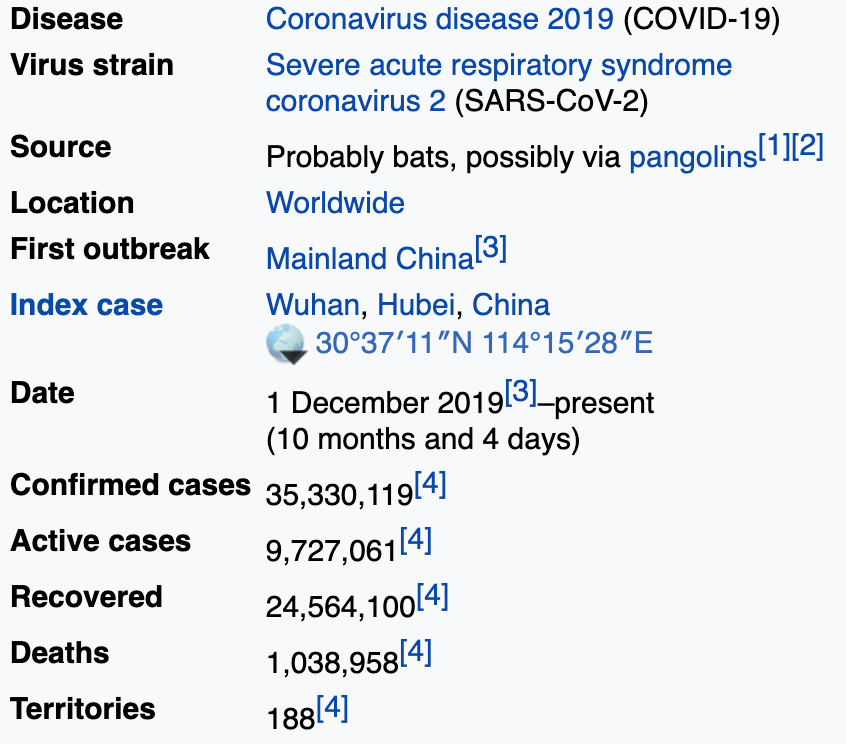 Disease Coronavirus disease 2019 (COVID-19)
Virus strain Severe acute respiratory syndrome
coronavirus 2 (SARS-CoV-2)
Source Probably bats, possibly via pangolins[1][2]
Location Worldwide
First outbreak Mainland China[3]
Index case Wuhan, Hubei, China
30°37′11″N 114°15′28″E
Date 1 December 2019[3]–present
(10 months and 4 days)
Confirmed cases 35,330,119[4]
Active cases 9,727,061[4]
Recovered 24,564,100[4]
Deaths 1,038,958[4]
Territories 188[4]